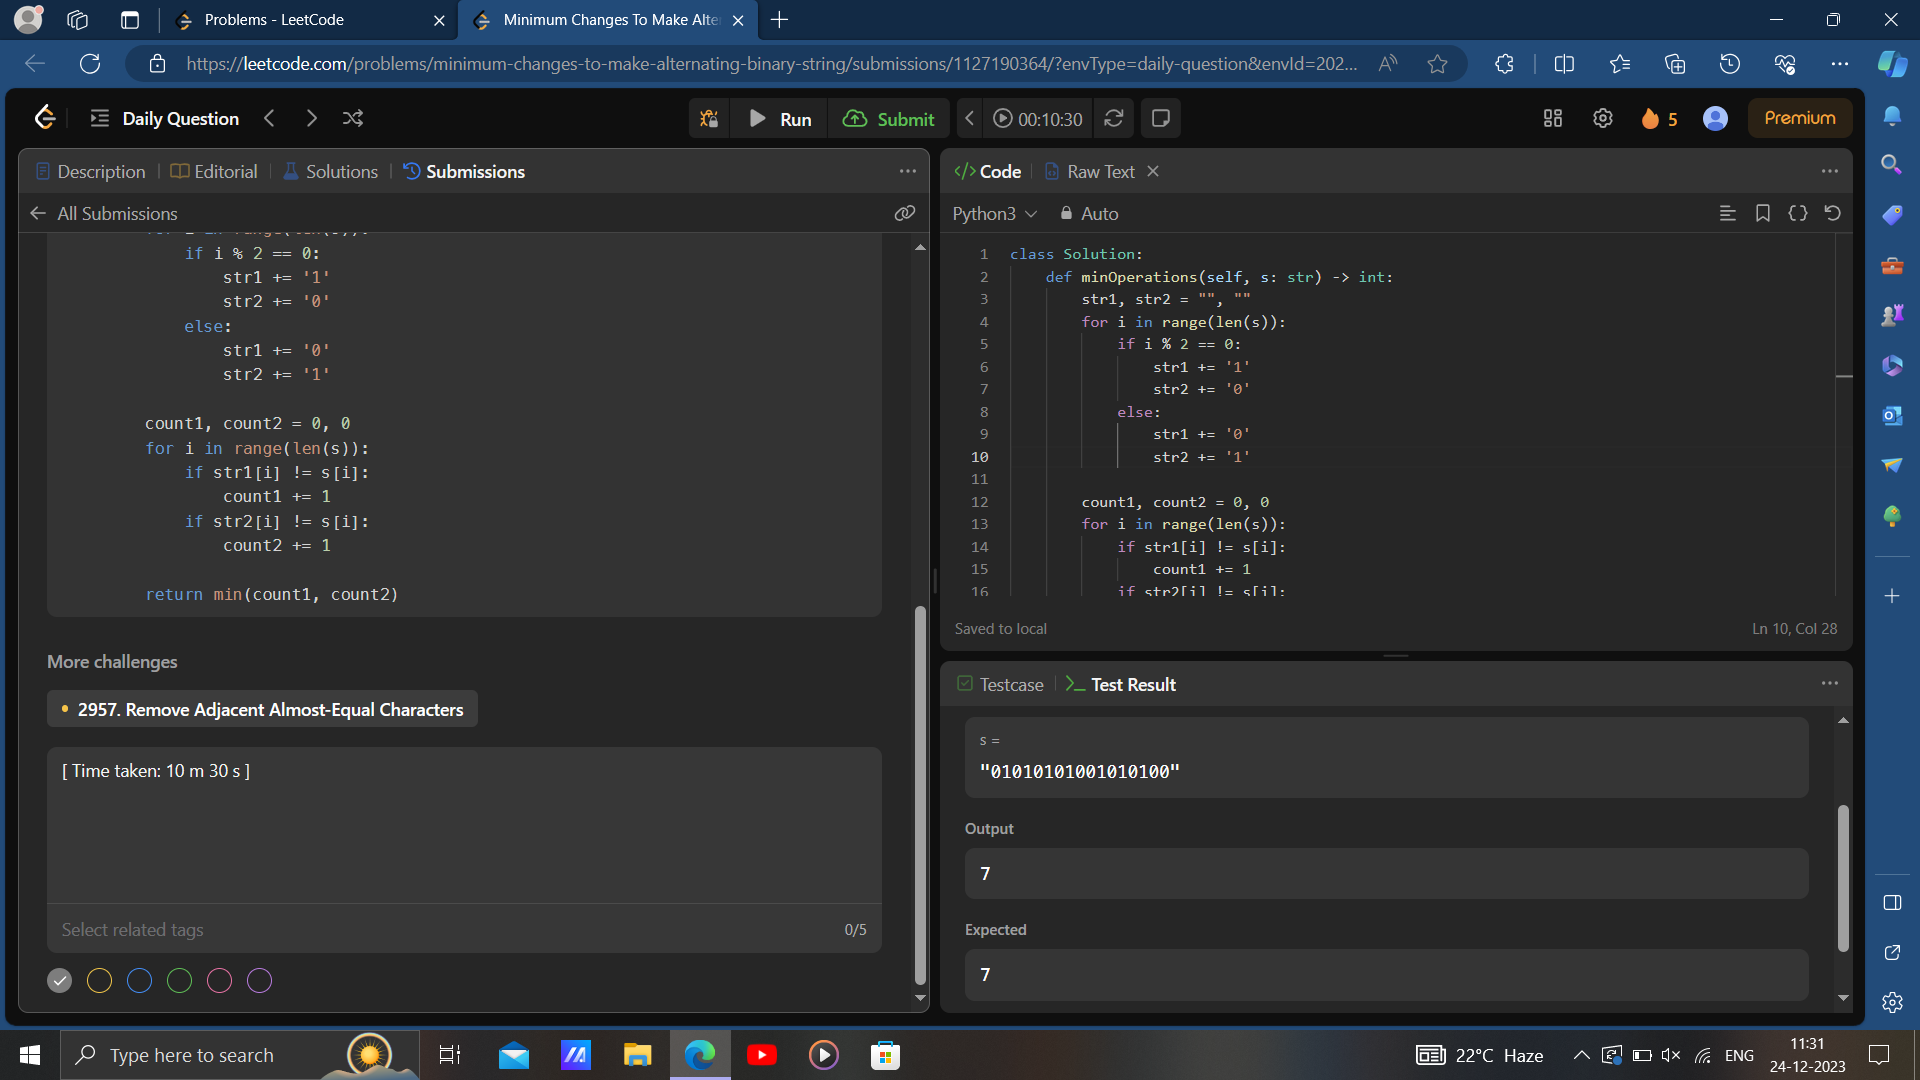 Problems - LeetCode
Minimum Changes To Make Alte
https://leetcode.com/problems/minimum-changes-to-make-alternating-binary-string/submissions/1127190364/?envType=daily-question&envId=202...
Daily Question
Run
Submit
00:10:30
5
Premium
Description
Editorial
Solutions
Submissions
All Submissions
if i % 2 == 0:
str1 += '1'
str2 += '0'
else:
str1 += '0'
str2 += '1'
count1, count2 = 0, 0
for i in range(len(s)):
if str1[i] != s[i]:
count1 += 1
if str2[i] != s[i]:
count2 += 1
return min(count1, count2)
More challenges
• 2957. Remove Adjacent Almost-Equal Characters
[ Time taken: 10 m 30 s ]
Select related tags
0/5
</> Code
Raw Text
Python3
Auto
1 class Solution:
2 def minOperations(self, s: str) -> int:
3 str1, str2 = "", ""
4 for i in range(len(s)):
5 if i % 2 == 0:
6 str1 += '1'
7 str2 += '0'
8 else:
9 str1 += '0'
10 str2 += '1'
11
12 count1, count2 = 0, 0
13 for i in range(len(s)):
14 if str1[i] != s[i]:
15 count1 += 1
16 if str2[i] != s[i]:
Saved to local
Ln 10, Col 28
Testcase
Test Result
s =
"01010101001010100"
Output
7
Expected
7
Type here to search
22°C Haze
ENG
11:31
24-12-2023